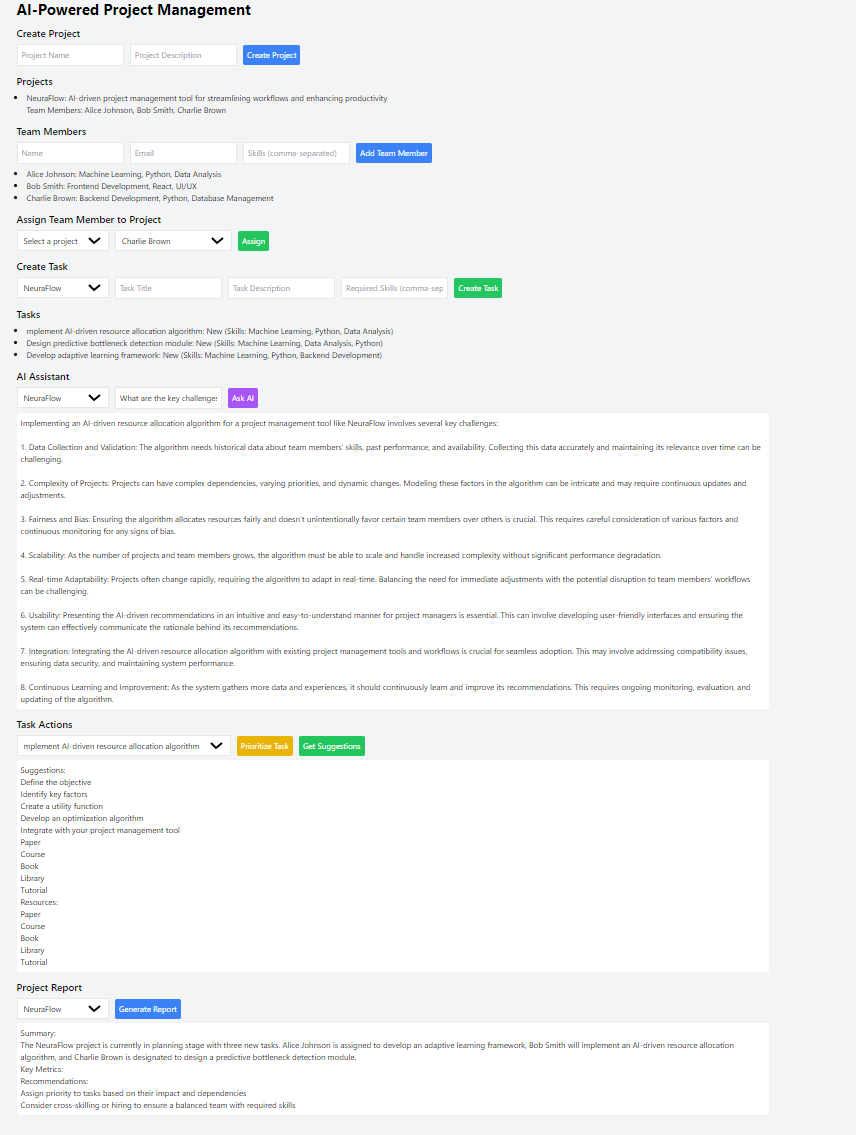 AI-Powered Project Management
Create Project
Project Name
Project Description
Create Project
Projects
NeuraFlow: AI-driven project management tool for streamlining workflows and enhancing productivity
Team Members: Alice Johnson, Bob Smith, Charlie Brown
Team Members
Name
Email
Skills (comma-separated)
Add Team Member
Alice Johnson: Machine Learning, Python, Data Analysis
Bob Smith: Frontend Development, React, UI/UX
Charlie Brown: Backend Development, Python, Database Management
Assign Team Member to Project
Select a project
Charlie Brown
Assign
Create Task
NeuraFlow
Task Title
Task Description
Required Skills (comma-sep
Create Task
Tasks
mplement AI-driven resource allocation algorithm: New (Skills: Machine Learning, Python, Data Analysis)
Design predictive bottleneck detection module: New (Skills: Machine Learning, Data Analysis, Python)
Develop adaptive learning framework: New (Skills: Machine Learning, Python, Backend Development)
AI Assistant
NeuraFlow
What are the key challenges
Ask AI
Implementing an AI-driven resource allocation algorithm for a project management tool like NeuraFlow involves several key challenges:
1. Data Collection and Validation: The algorithm needs historical data about team members' skills, past performance, and availability. Collecting this data accurately and maintaining its relevance over time can be
challenging.
2. Complexity of Projects: Projects can have complex dependencies, varying priorities, and dynamic changes. Modeling these factors in the algorithm can be intricate and may require continuous updates and
adjustments.
3. Fairness and Bias: Ensuring the algorithm allocates resources fairly and doesn't unintentionally favor certain team members over others is crucial. This requires careful consideration of various factors and
continuous monitoring for any signs of bias.
4. Scalability: As the number of projects and team members grows, the algorithm must be able to scale and handle increased complexity without significant performance degradation.
5. Real-time Adaptability: Projects often change rapidly, requiring the algorithm to adapt in real-time. Balancing the need for immediate adjustments with the potential disruption to team members' workflows
can be challenging.
6. Usability: Presenting the AI-driven recommendations in an intuitive and easy-to-understand manner for project managers is essential. This can involve developing user-friendly interfaces and ensuring the
system can effectively communicate the rationale behind its recommendations.
7. Integration: Integrating the AI-driven resource allocation algorithm with existing project management tools and workflows is crucial for seamless adoption. This may involve addressing compatibility issues,
ensuring data security, and maintaining system performance.
8. Continuous Learning and Improvement: As the system gathers more data and experiences, it should continuously learn and improve its recommendations. This requires ongoing monitoring, evaluation, and
updating of the algorithm.
Task Actions
mplement AI-driven resource allocation algorithm
Prioritize Task
Get Suggestions
Suggestions:
Define the objective
Identify key factors
Create a utility function
Develop an optimization algorithm
Integrate with your project management tool
Paper
Course
Book
Library
Tutorial
Resources:
Paper
Course
Book
Library
Tutorial
Project Report
NeuraFlow
Generate Report
Summary:
The NeuraFlow project is currently in planning stage with three new tasks. Alice Johnson is assigned to develop an adaptive learning framework, Bob Smith will implement an AI-driven resource allocation
algorithm, and Charlie Brown is designated to design a predictive bottleneck detection module.
Key Metrics:
Recommendations:
Assign priority to tasks based on their impact and dependencies
Consider cross-skilling or hiring to ensure a balanced team with required skills